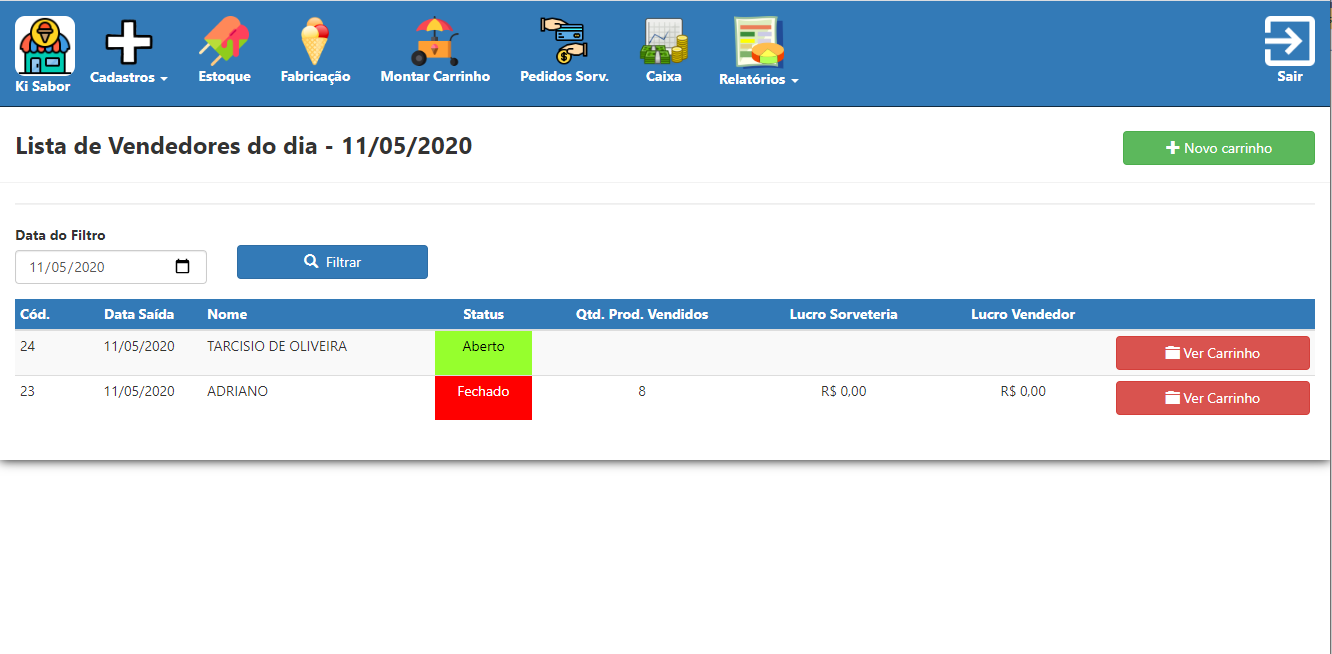 Ki Sabor
Cadastros
Estoque
Fabricação
Montar Carrinho
Pedidos Sorv.
Caixa
Relatórios
Sair
Lista de Vendedores do dia - 11/05/2020
Novo carrinho
Data do Filtro
11/05/2020
Filtrar
Cód. Data Saída Nome Status Qtd. Prod. Vendidos Lucro Sorveteria Lucro Vendedor
24 11/05/2020 TARCISIO DE OLIVEIRA Aberto Ver Carrinho
23 11/05/2020 ADRIANO Fechado 8 R$ 0,00 R$ 0,00 Ver Carrinho